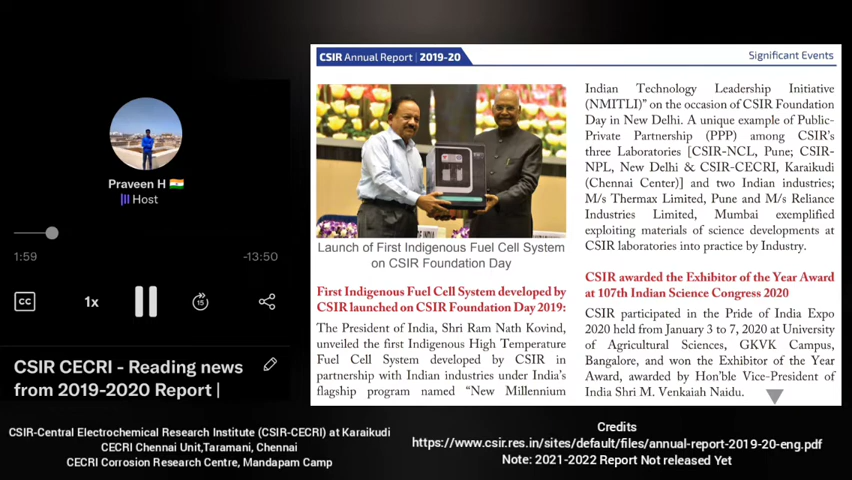 Praveen H 🇮🇳
Host
1:59
-13:50
CC
1x
15
CSIR CECRI - Reading news
from 2019-2020 Report |
CSIR-Central Electrochemical Research Institute (CSIR-CECRI) at Karaikudi
CECRI Chennai Unit,Taramani, Chennai
CECRI Corrosion Research Centre, Mandapam Camp
CSIR Annual Report | 2019-20
Significant Events
Launch of First Indigenous Fuel Cell System
on CSIR Foundation Day
First Indigenous Fuel Cell System developed by
CSIR launched on CSIR Foundation Day 2019:
The President of India, Shri Ram Nath Kovind,
unveiled the first Indigenous High Temperature
Fuel Cell System developed by CSIR in
partnership with Indian industries under India's
flagship program named “New Millennium
Indian Technology Leadership Initiative
(NMITLI)” on the occasion of CSIR Foundation
Day in New Delhi. A unique example of Public-
Private Partnership (PPP) among CSIR's
three Laboratories [CSIR-NCL, Pune; CSIR-
NPL, New Delhi & CSIR-CECRI, Karaikudi
(Chennai Center)] and two Indian industries;
M/s Thermax Limited, Pune and M/s Reliance
Industries Limited, Mumbai exemplified
exploiting materials of science developments at
CSIR laboratories into practice by Industry.
CSIR awarded the Exhibitor of the Year Award
at 107th Indian Science Congress 2020
CSIR participated in the Pride of India Expo
2020 held from January 3 to 7, 2020 at University
of Agricultural Sciences, GKVK Campus,
Bangalore, and won the Exhibitor of the Year
Award, awarded by Hon'ble Vice-President of
India Shri M. Venkaiah Naidu.
Credits
https://www.csir.res.in/sites/default/files/annual-report-2019-20-eng.pdf
Note: 2021-2022 Report Not released Yet